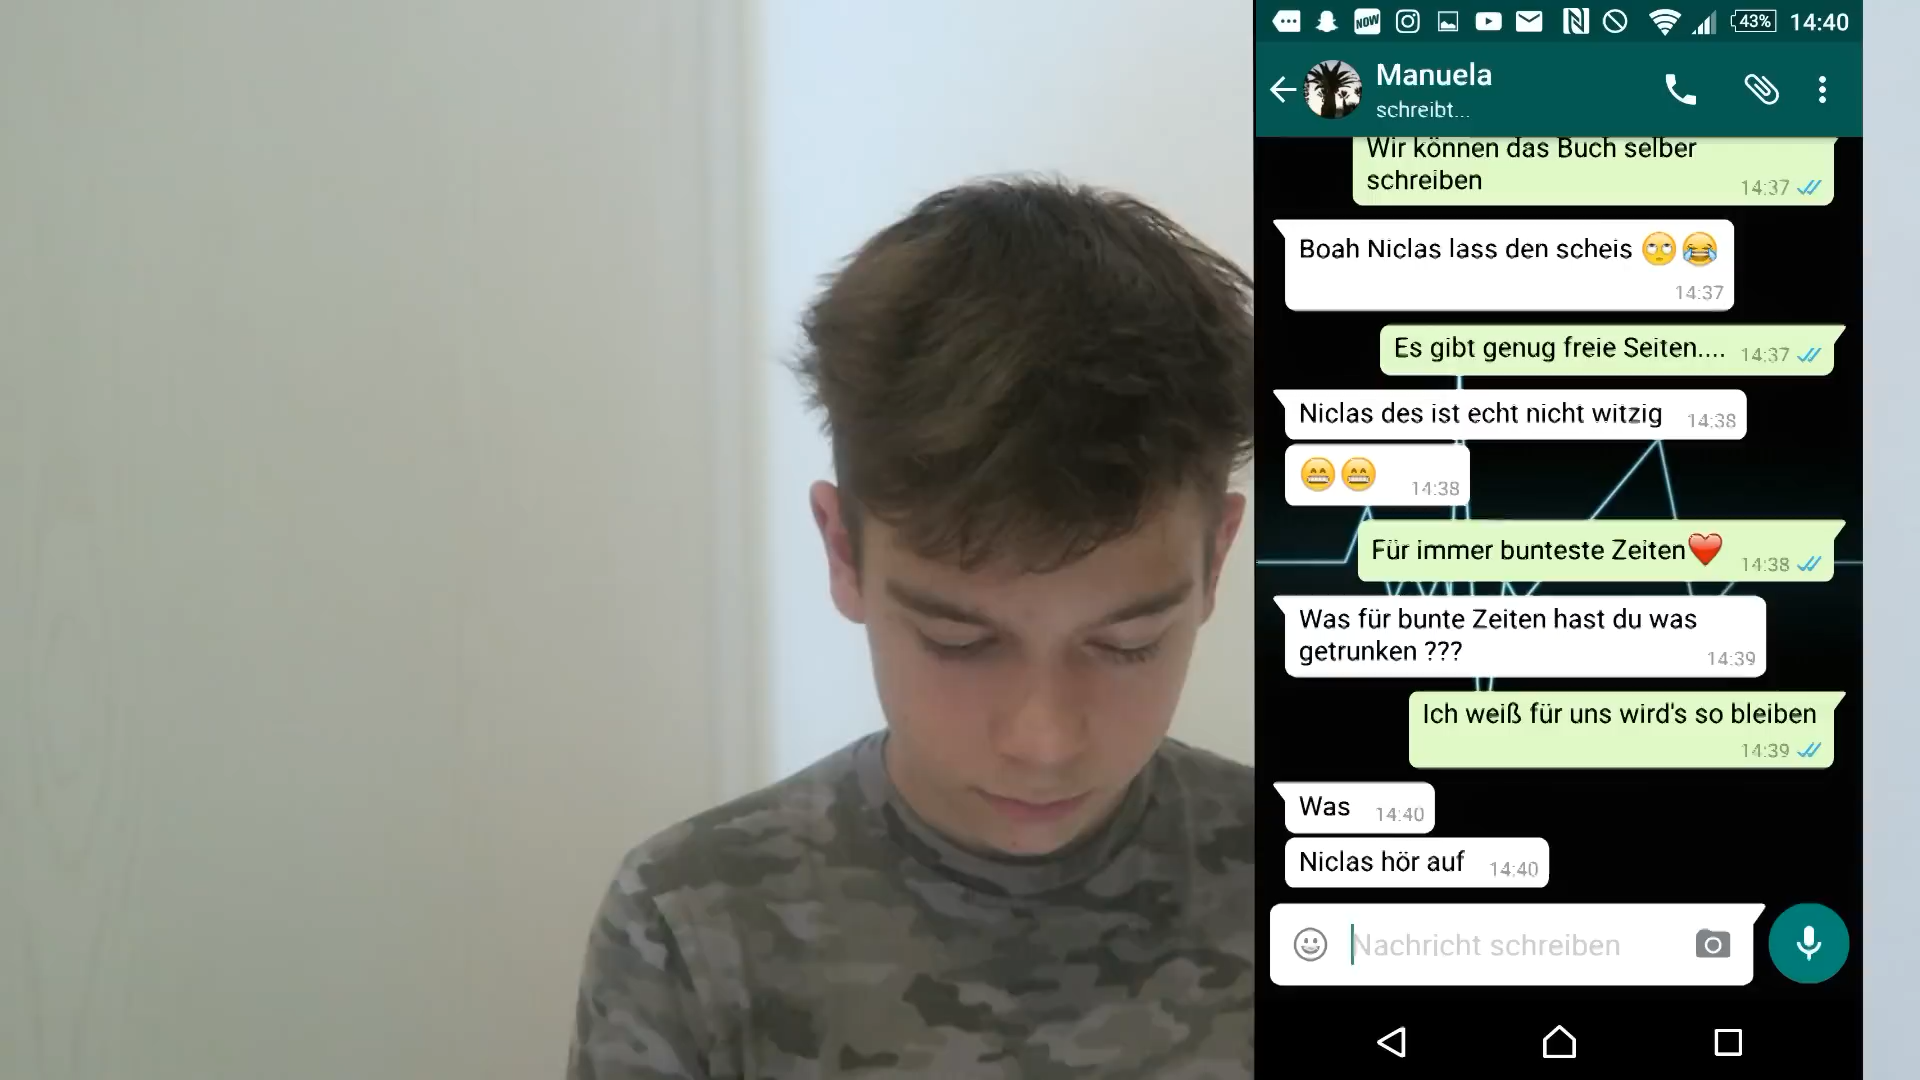 NOW
43%
14:40
Manuela
schreibt...
Wir können das Buch selber
schreiben
14:37
Boah Niclas lass den scheis 🙄😂
14:37
Es gibt genug freie Seiten....
14:37
Niclas des ist echt nicht witzig
14:38
😁😁
14:38
Für immer bunteste Zeiten❤️
14:38
Was für bunte Zeiten hast du was
getrunken ???
14:39
Ich weiß für uns wird's so bleiben
14:39
Was
14:40
Niclas hör auf
14:40
Nachricht schreiben